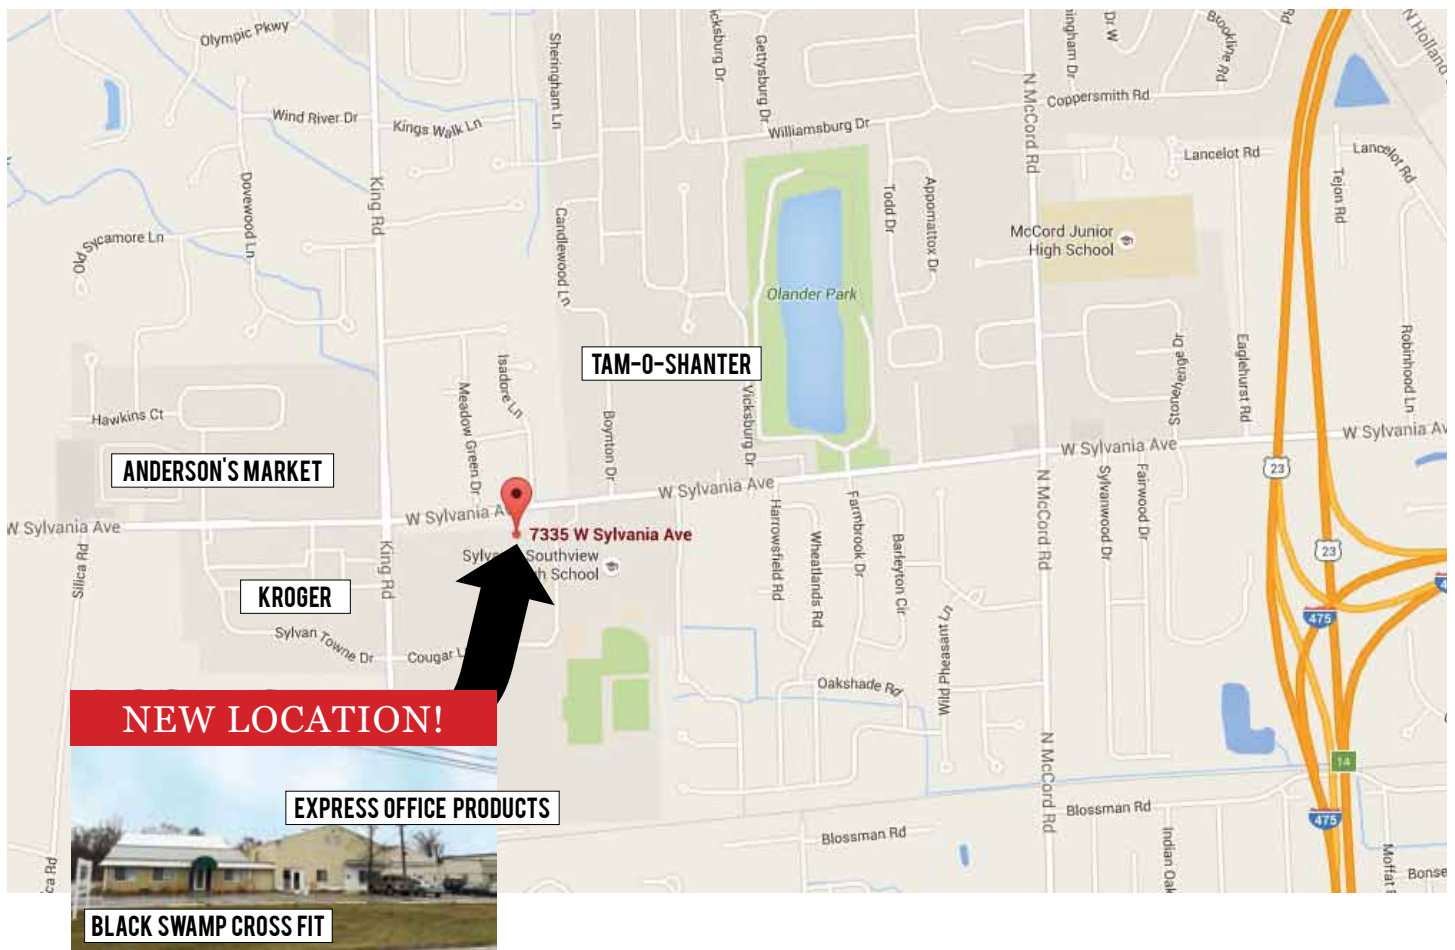 Olympic Pkwy
Wind River Dr
Kings Walk Ln
King Rd
Dovewood Ln
Old Sycamore Ln
Sheringham Ln
Candlewood Ln
Gettysburg Dr
Williamsburg Dr
Todd Dr
Appomattox Dr
Olander Park
N McCord Rd
Coppersmith Rd
Dr W
Brookline Rd
N Holland
Lancelot Rd
Lancelot Rd
Tejon Rd
McCord Junior
High School
Stonehenge Dr
Eaglehurst Rd
Robinhood Ln
TAM-O-SHANTER
Hawkins Ct
Meadow Green Dr
Isadore Ln
Boynton Dr
Vicksburg Dr
ANDERSON'S MARKET
W Sylvania Ave
W Sylvania
W Sylvania Ave
W Sylvania Ave
W Sylvania Av
23
7335 W Sylvania Ave
Southview
School
Silica Rd
King Rd
KROGER
Sylvan Towne Dr
Cougar L
Harrowsfield Rd
Wheatlands Rd
Farmbrook Dr
Barleyton Cir
Wild Pheasant Ln
Oakshade Rd
N McCord Rd
Sylvanwood Dr
Fairwood Dr
23
475
14
475
N McCord Rd
Blossman Rd
Blossman Rd
NEW LOCATION!
EXPRESS OFFICE PRODUCTS
BLACK SWAMP CROSS FIT